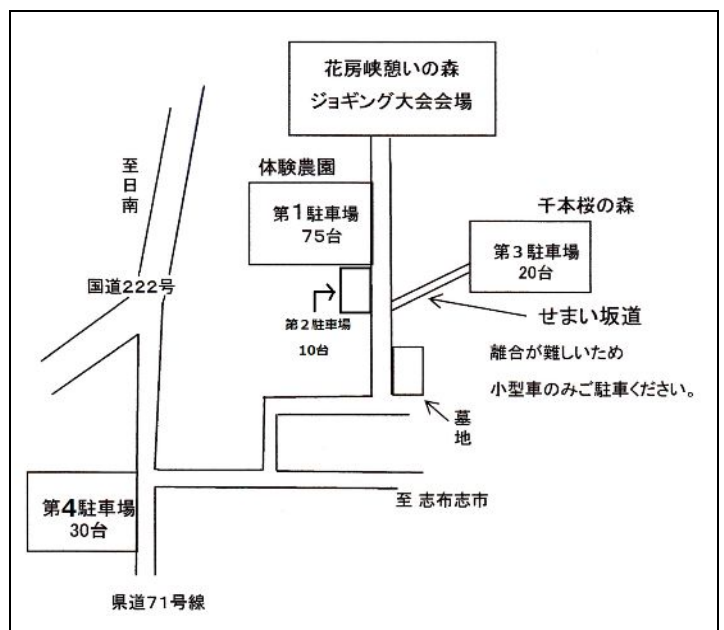 花房峡憩いの森
ジョギング大会会場
至日南
体験農園
第1駐車場
75台
千本桜の森
第3駐車場
20台
国道222号
第2駐車場
10台
せまい坂道
離合が難しいため
小型車のみご駐車ください。
墓地
第4駐車場
30台
至 志布志市
県道71号線